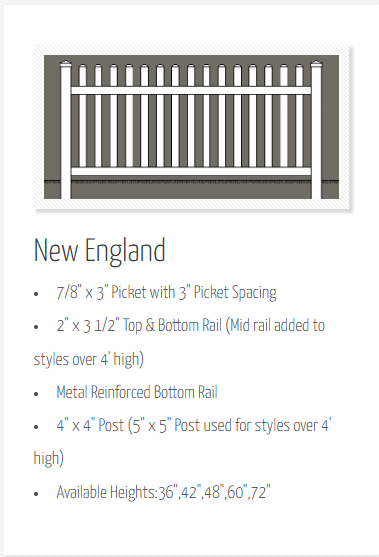 New England
• 7/8" x 3" Picket with 3" Picket Spacing
• 2" x 3 1/2" Top & Bottom Rail (Mid rail added to
styles over 4' high)
• Metal Reinforced Bottom Rail
• 4" x 4" Post (5" x 5" Post used for styles over 4'
high)
• Available Heights:36",42",48",60",72"